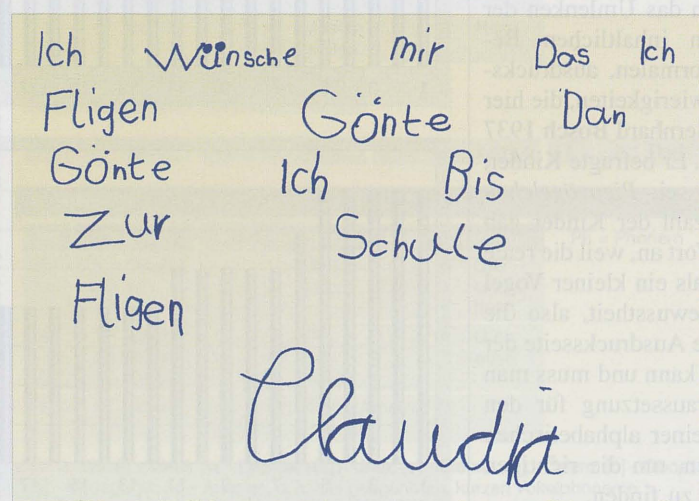 Ich Wünsche mir Das Ich
Fligen Gönte Dan
Gönte Ich Bis
Zur Schule
Fligen
Claudia